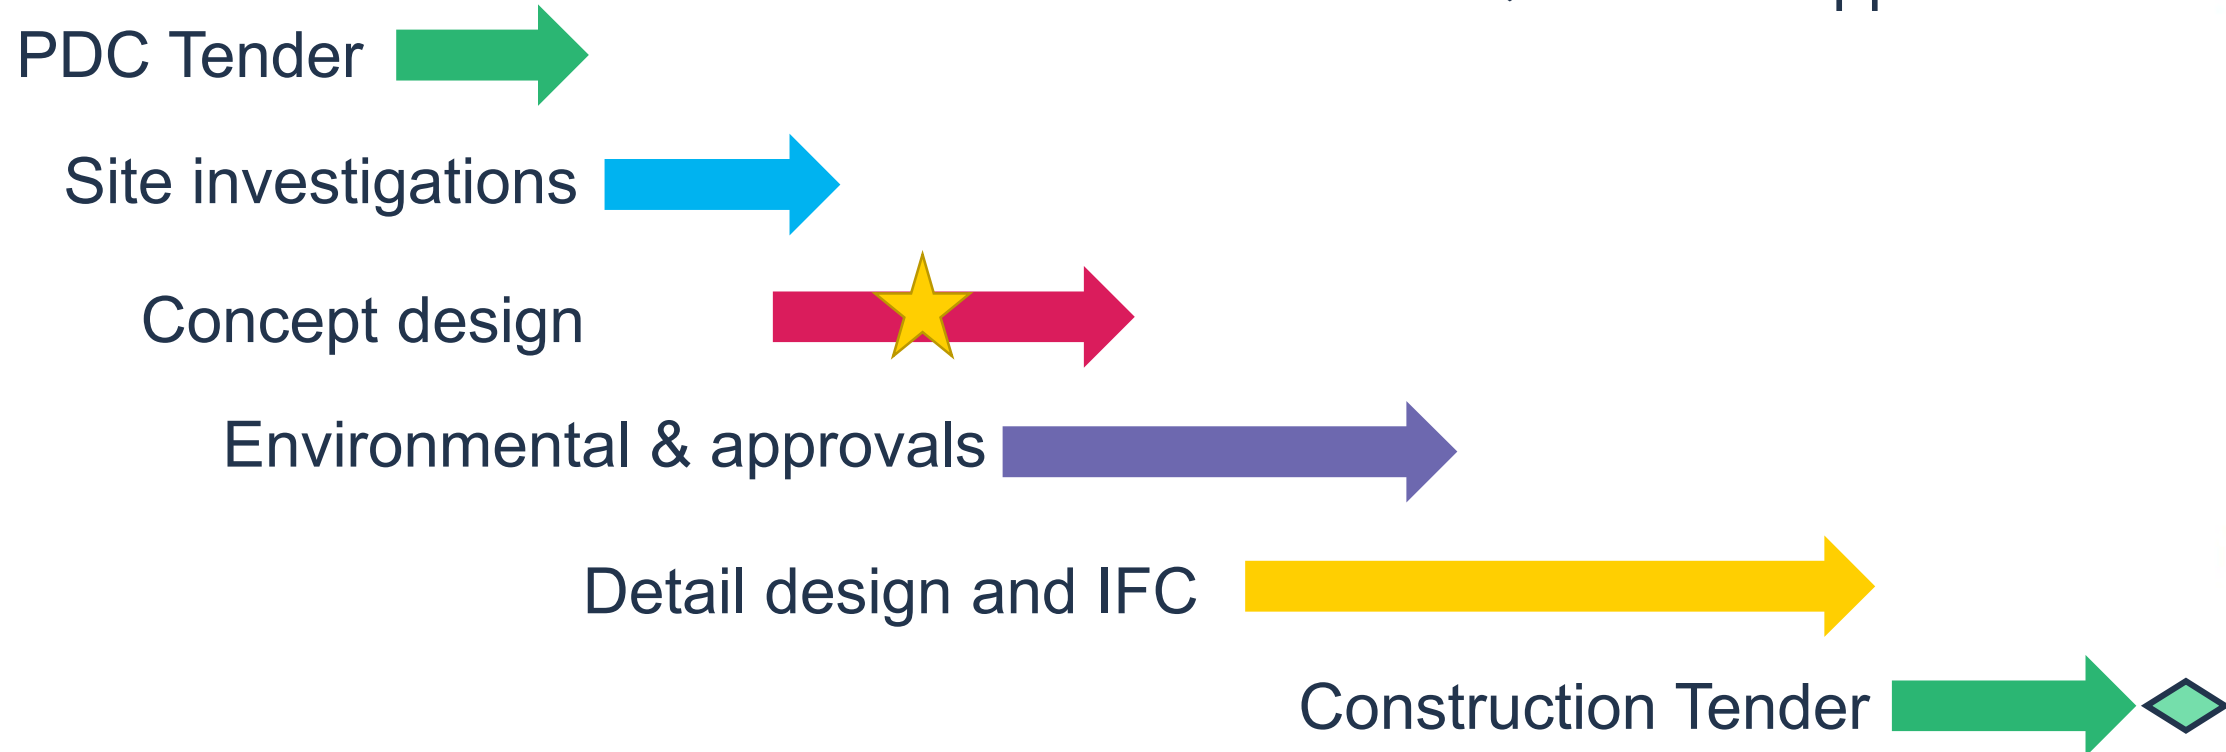 PDC Tender
Site investigations
Concept design
Environmental & approvals
Detail design and IFC
Construction Tender